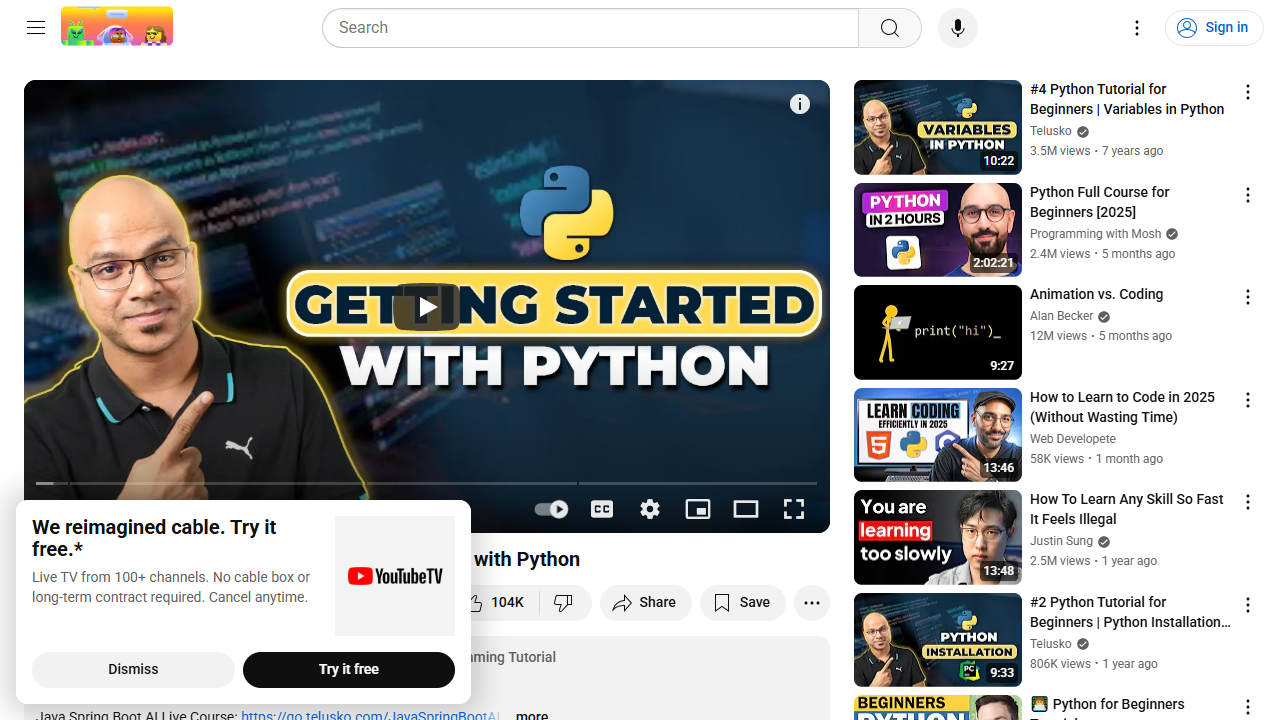 Search
Sign in
GETTING STARTED
WITH PYTHON
We reimagined cable. Try it
free.*
Live TV from 100+ channels. No cable box or
long-term contract required. Cancel anytime.
YouTubeTV
Dismiss
Try it free
with Python
104K
Share
Save
ming Tutorial
Java Spring Boot AI Live Course: https://go.telusko.com/JavaSpringBootAI
...more
VARIABLES
IN PYTHON
10:22
#4 Python Tutorial for
Beginners | Variables in Python
Telusko
3.5M views • 7 years ago
PYTHON
IN 2 HOURS
2:02:21
Python Full Course for
Beginners [2025]
Programming with Mosh
2.4M views • 5 months ago
print("hi")_
9:27
Animation vs. Coding
Alan Becker
12M views • 5 months ago
LEARN CODING
EFFICIENTLY IN 2025
13:46
How to Learn to Code in 2025
(Without Wasting Time)
Web Developete
58K views • 1 month ago
You are
learning
too slowly
13:48
How To Learn Any Skill So Fast
It Feels Illegal
Justin Sung
2.5M views • 1 year ago
PYTHON
INSTALLATION
PC
9:33
#2 Python Tutorial for
Beginners | Python Installation...
Telusko
806K views • 1 year ago
BEGINNERS
PYTHON
Python for Beginners